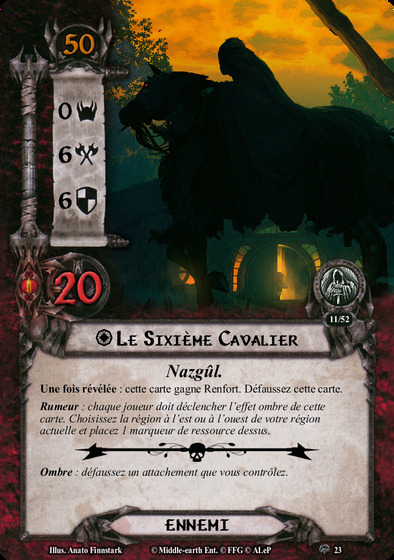 50
0
6
6
20
11/52
Le Sixième Cavalier
Nazgûl.
Une fois révélée : cette carte gagne Renfort. Défaussez cette carte.
Rumeur : chaque joueur doit déclencher l'effet ombre de cette
carte. Choisissez la région à l'est ou à l'ouest de votre région
actuelle et placez 1 marqueur de ressource dessus.
Ombre : défaussez un attachement que vous contrôlez.
ENNEMI
Illus. Anato Finnstark © Middle-earth Ent. © FFG © ALeP 23